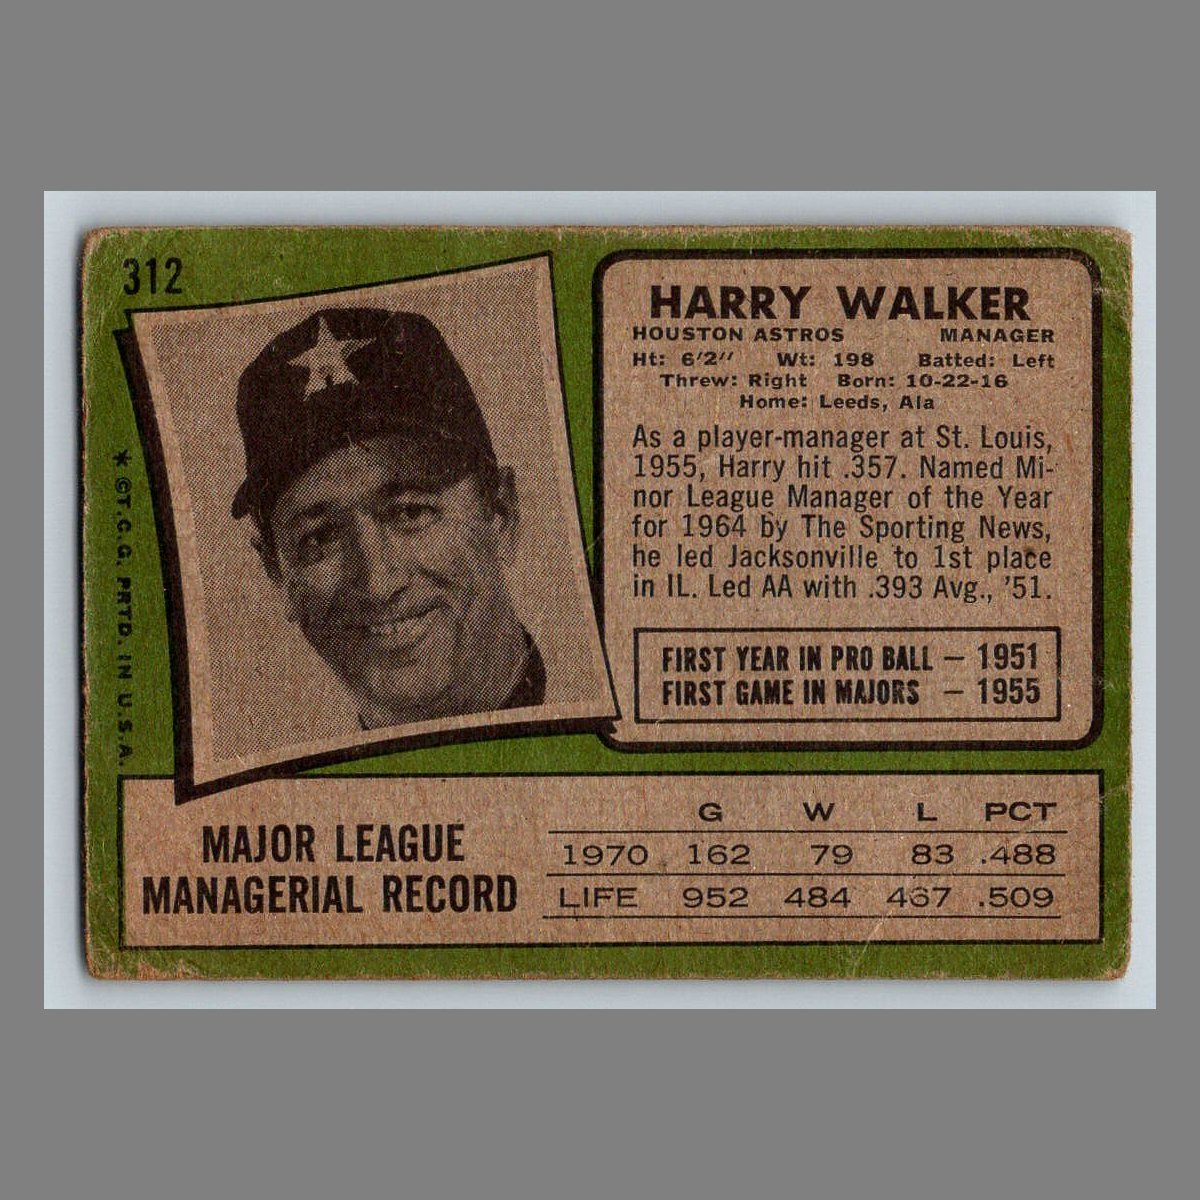 312
HARRY WALKER
HOUSTON ASTROS MANAGER
Ht: 6'2" Wt: 198 Batted: Left
Threw: Right Born: 10-22-16
Home: Leeds, Ala
As a player-manager at St. Louis,
1955, Harry hit .357. Named Mi-
nor League Manager of the Year
for 1964 by The Sporting News,
he led Jacksonville to 1st place
in IL. Led AA with .393 Avg., '51.
FIRST YEAR IN PRO BALL — 1951
FIRST GAME IN MAJORS — 1955
* ©T.C.G. PRTD. IN U.S.A.
MAJOR LEAGUE
MANAGERIAL RECORD
G W L PCT
1970 162 79 83 .488
LIFE 952 484 467 .509